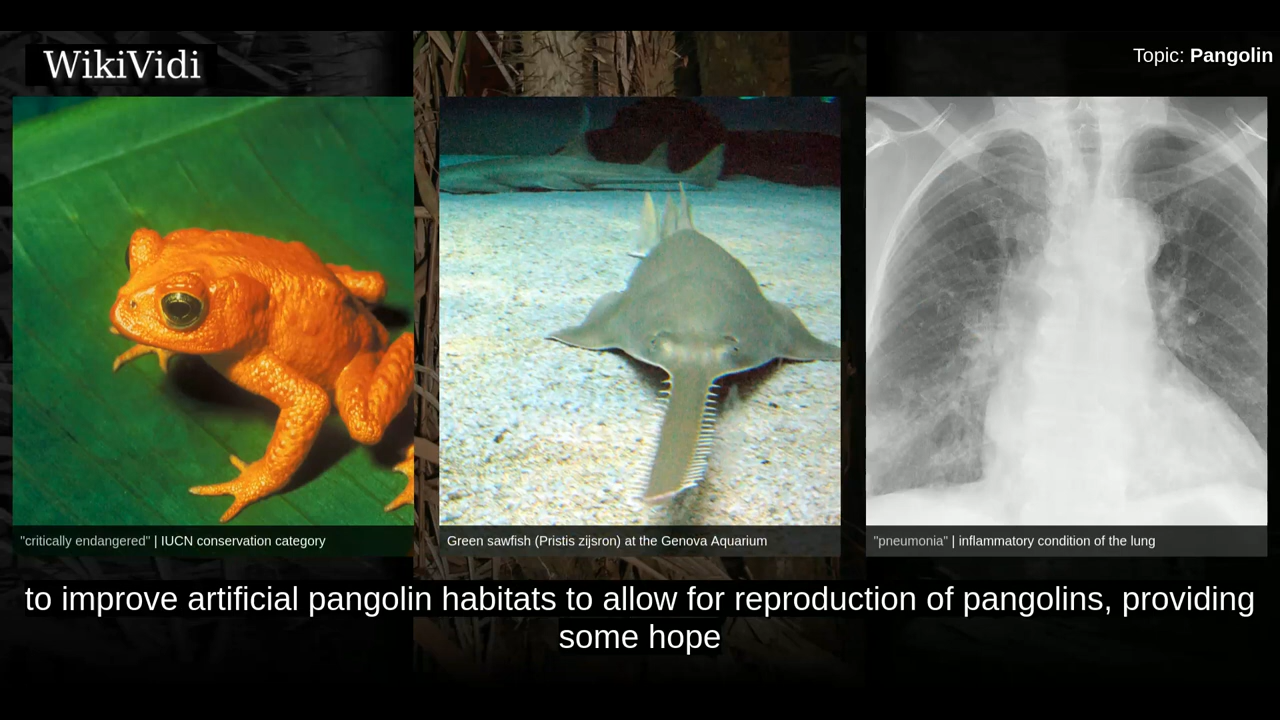 WikiVidi
Topic: Pangolin
"critically endangered" | IUCN conservation category
Green sawfish (Pristis zijsron) at the Genova Aquarium
"pneumonia" | inflammatory condition of the lung
to improve artificial pangolin habitats to allow for reproduction of pangolins, providing
some hope